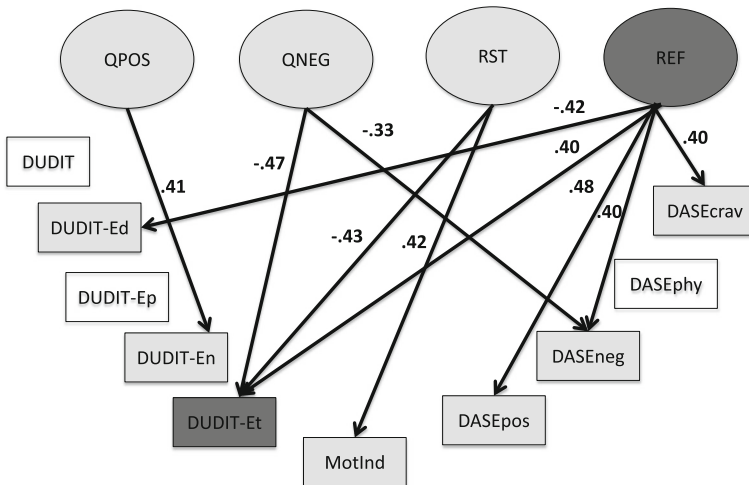 QPOS
QNEG
RST
REF
-.42
-.33
.40
.40
DUDIT
-.47
.41
.48
DASEcrav
.40
DUDIT-Ed
-.43
.42
DUDIT-Ep
DASEphy
DUDIT-En
DASEneg
DUDIT-Et
DASEpos
MotInd